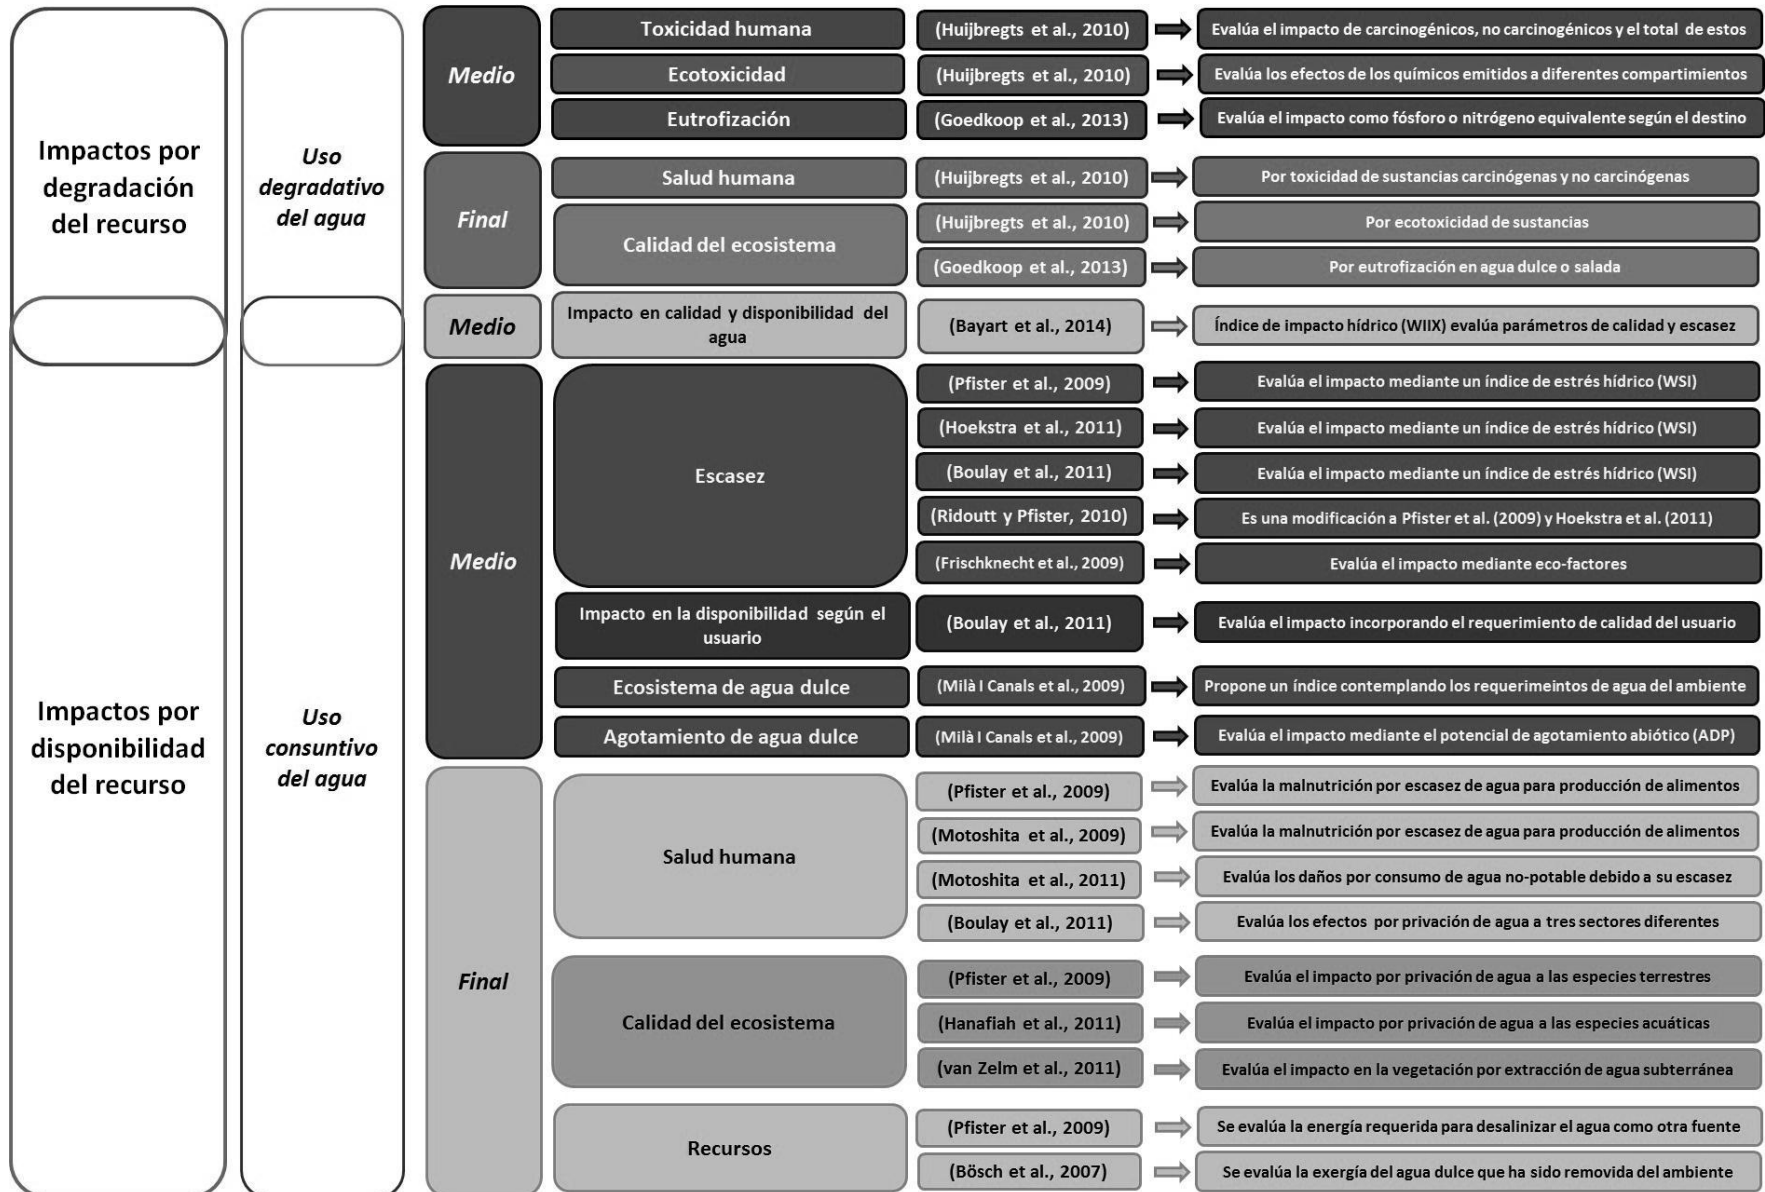 Impactos por
degradación
del recurso
Uso
degradativo
del agua
Medio
Toxicidad humana
(Huijbregts et al., 2010)
Evalúa el impacto de carcinogénicos, no carcinogénicos y el total de estos
Ecotoxicidad
(Huijbregts et al., 2010)
Evalúa los efectos de los químicos emitidos a diferentes compartimientos
Eutrofización
(Goedkoop et al., 2013)
Evalúa el impacto como fósforo o nitrógeno equivalente según el destino
Final
Salud humana
(Huijbregts et al., 2010)
Por toxicidad de sustancias carcinógenas y no carcinógenas
Calidad del ecosistema
(Huijbregts et al., 2010)
Por ecotoxicidad de sustancias
(Goedkoop et al., 2013)
Por eutrofización en agua dulce o salada
Medio
Impacto en calidad y disponibilidad del
agua
(Bayart et al., 2014)
Índice de impacto hídrico (WIIX) evalúa parámetros de calidad y escasez
Impactos por
disponibilidad
del recurso
Uso
consuntivo
del agua
Medio
Escasez
(Pfister et al., 2009)
Evalúa el impacto mediante un índice de estrés hídrico (WSI)
(Hoekstra et al., 2011)
Evalúa el impacto mediante un índice de estrés hídrico (WSI)
(Boulay et al., 2011)
Evalúa el impacto mediante un índice de estrés hídrico (WSI)
(Ridoutt y Pfister, 2010)
Es una modificación a Pfister et al. (2009) y Hoekstra et al. (2011)
(Frischknecht et al., 2009)
Evalúa el impacto mediante eco-factores
Impacto en la disponibilidad según el
usuario
(Boulay et al., 2011)
Evalúa el impacto incorporando el requerimiento de calidad del usuario
Ecosistema de agua dulce
(Milà I Canals et al., 2009)
Propone un índice contemplando los requerimeintos de agua del ambiente
Agotamiento de agua dulce
(Milà I Canals et al., 2009)
Evalúa el impacto mediante el potencial de agotamiento abiótico (ADP)
Final
Salud humana
(Pfister et al., 2009)
Evalúa la malnutrición por escasez de agua para producción de alimentos
(Motoshita et al., 2009)
Evalúa la malnutrición por escasez de agua para producción de alimentos
(Motoshita et al., 2011)
Evalúa los daños por consumo de agua no-potable debido a su escasez
(Boulay et al., 2011)
Evalúa los efectos por privación de agua a tres sectores diferentes
Calidad del ecosistema
(Pfister et al., 2009)
Evalúa el impacto por privación de agua a las especies terrestres
(Hanafiah et al., 2011)
Evalúa el impacto por privación de agua a las especies acuáticas
(van Zelm et al., 2011)
Evalúa el impacto en la vegetación por extracción de agua subterránea
Recursos
(Pfister et al., 2009)
Se evalúa la energía requerida para desalinizar el agua como otra fuente
(Bösch et al., 2007)
Se evalúa la exergía del agua dulce que ha sido removida del ambiente